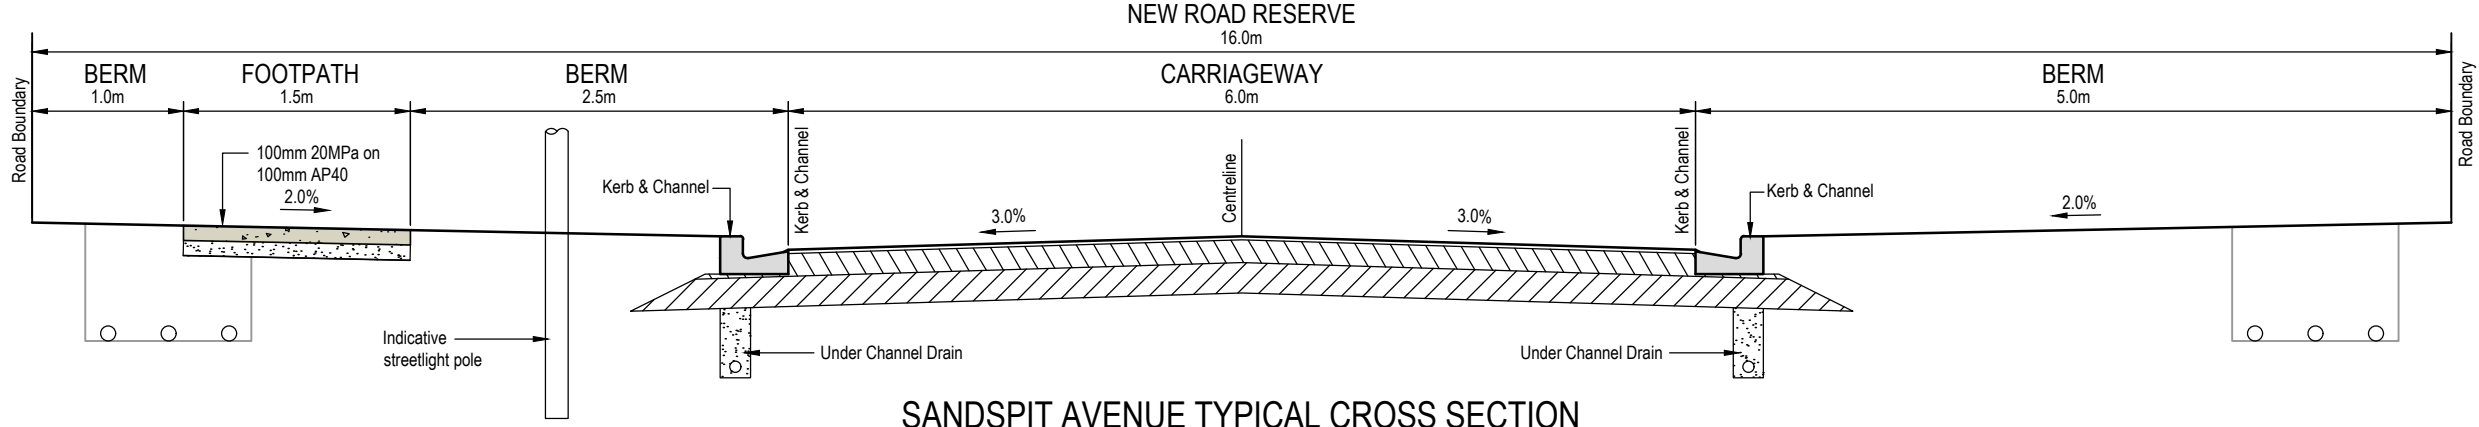 NEW ROAD RESERVE
16.0m
BERM
1.0m
FOOTPATH
1.5m
BERM
2.5m
CARRIAGEWAY
6.0m
BERM
5.0m
Road Boundary
100mm 20MPa on
100mm AP40
2.0%
Kerb & Channel
Kerb & Channel
3.0%
Centreline
3.0%
Kerb & Channel
Kerb & Channel
2.0%
Road Boundary
Indicative
streetlight pole
Under Channel Drain
Under Channel Drain
SANDSPIT AVENUE TYPICAL CROSS SECTION